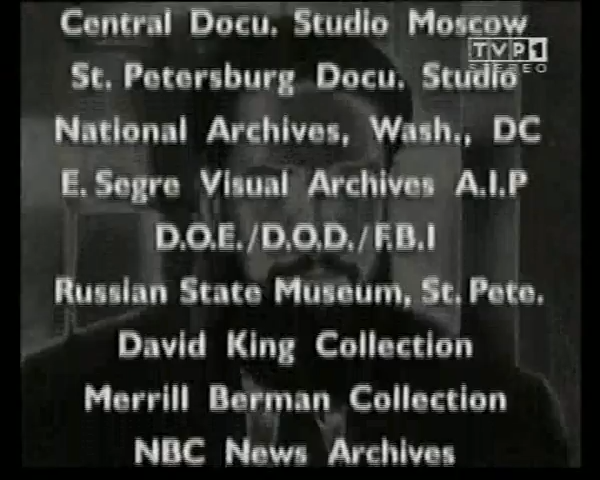 Central Docu. Studio Moscow
TVP1
STEREO
St. Petersburg Docu. Studio
National Archives, Wash., DC
E. Segre Visual Archives A.I.P
D.O.E./D.O.D./F.B.I
Russian State Museum, St. Pete.
David King Collection
Merrill Berman Collection
NBC News Archives